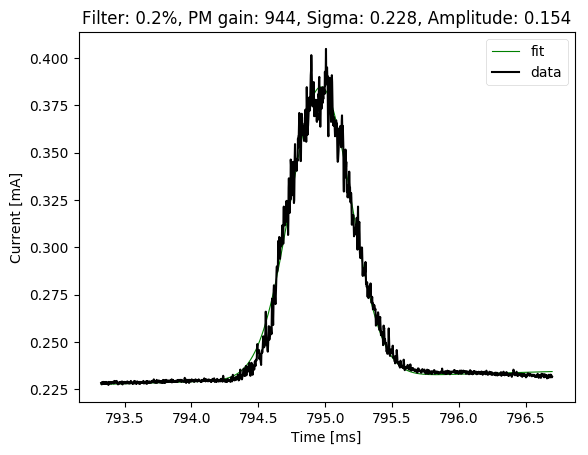 Filter: 0.2%, PM gain: 944, Sigma: 0.228, Amplitude: 0.154
fit
data
0.400
0.375
0.350
0.325
0.300
0.275
0.250
0.225
Current [mA]
793.5 794.0 794.5 795.0 795.5 796.0 796.5
Time [ms]